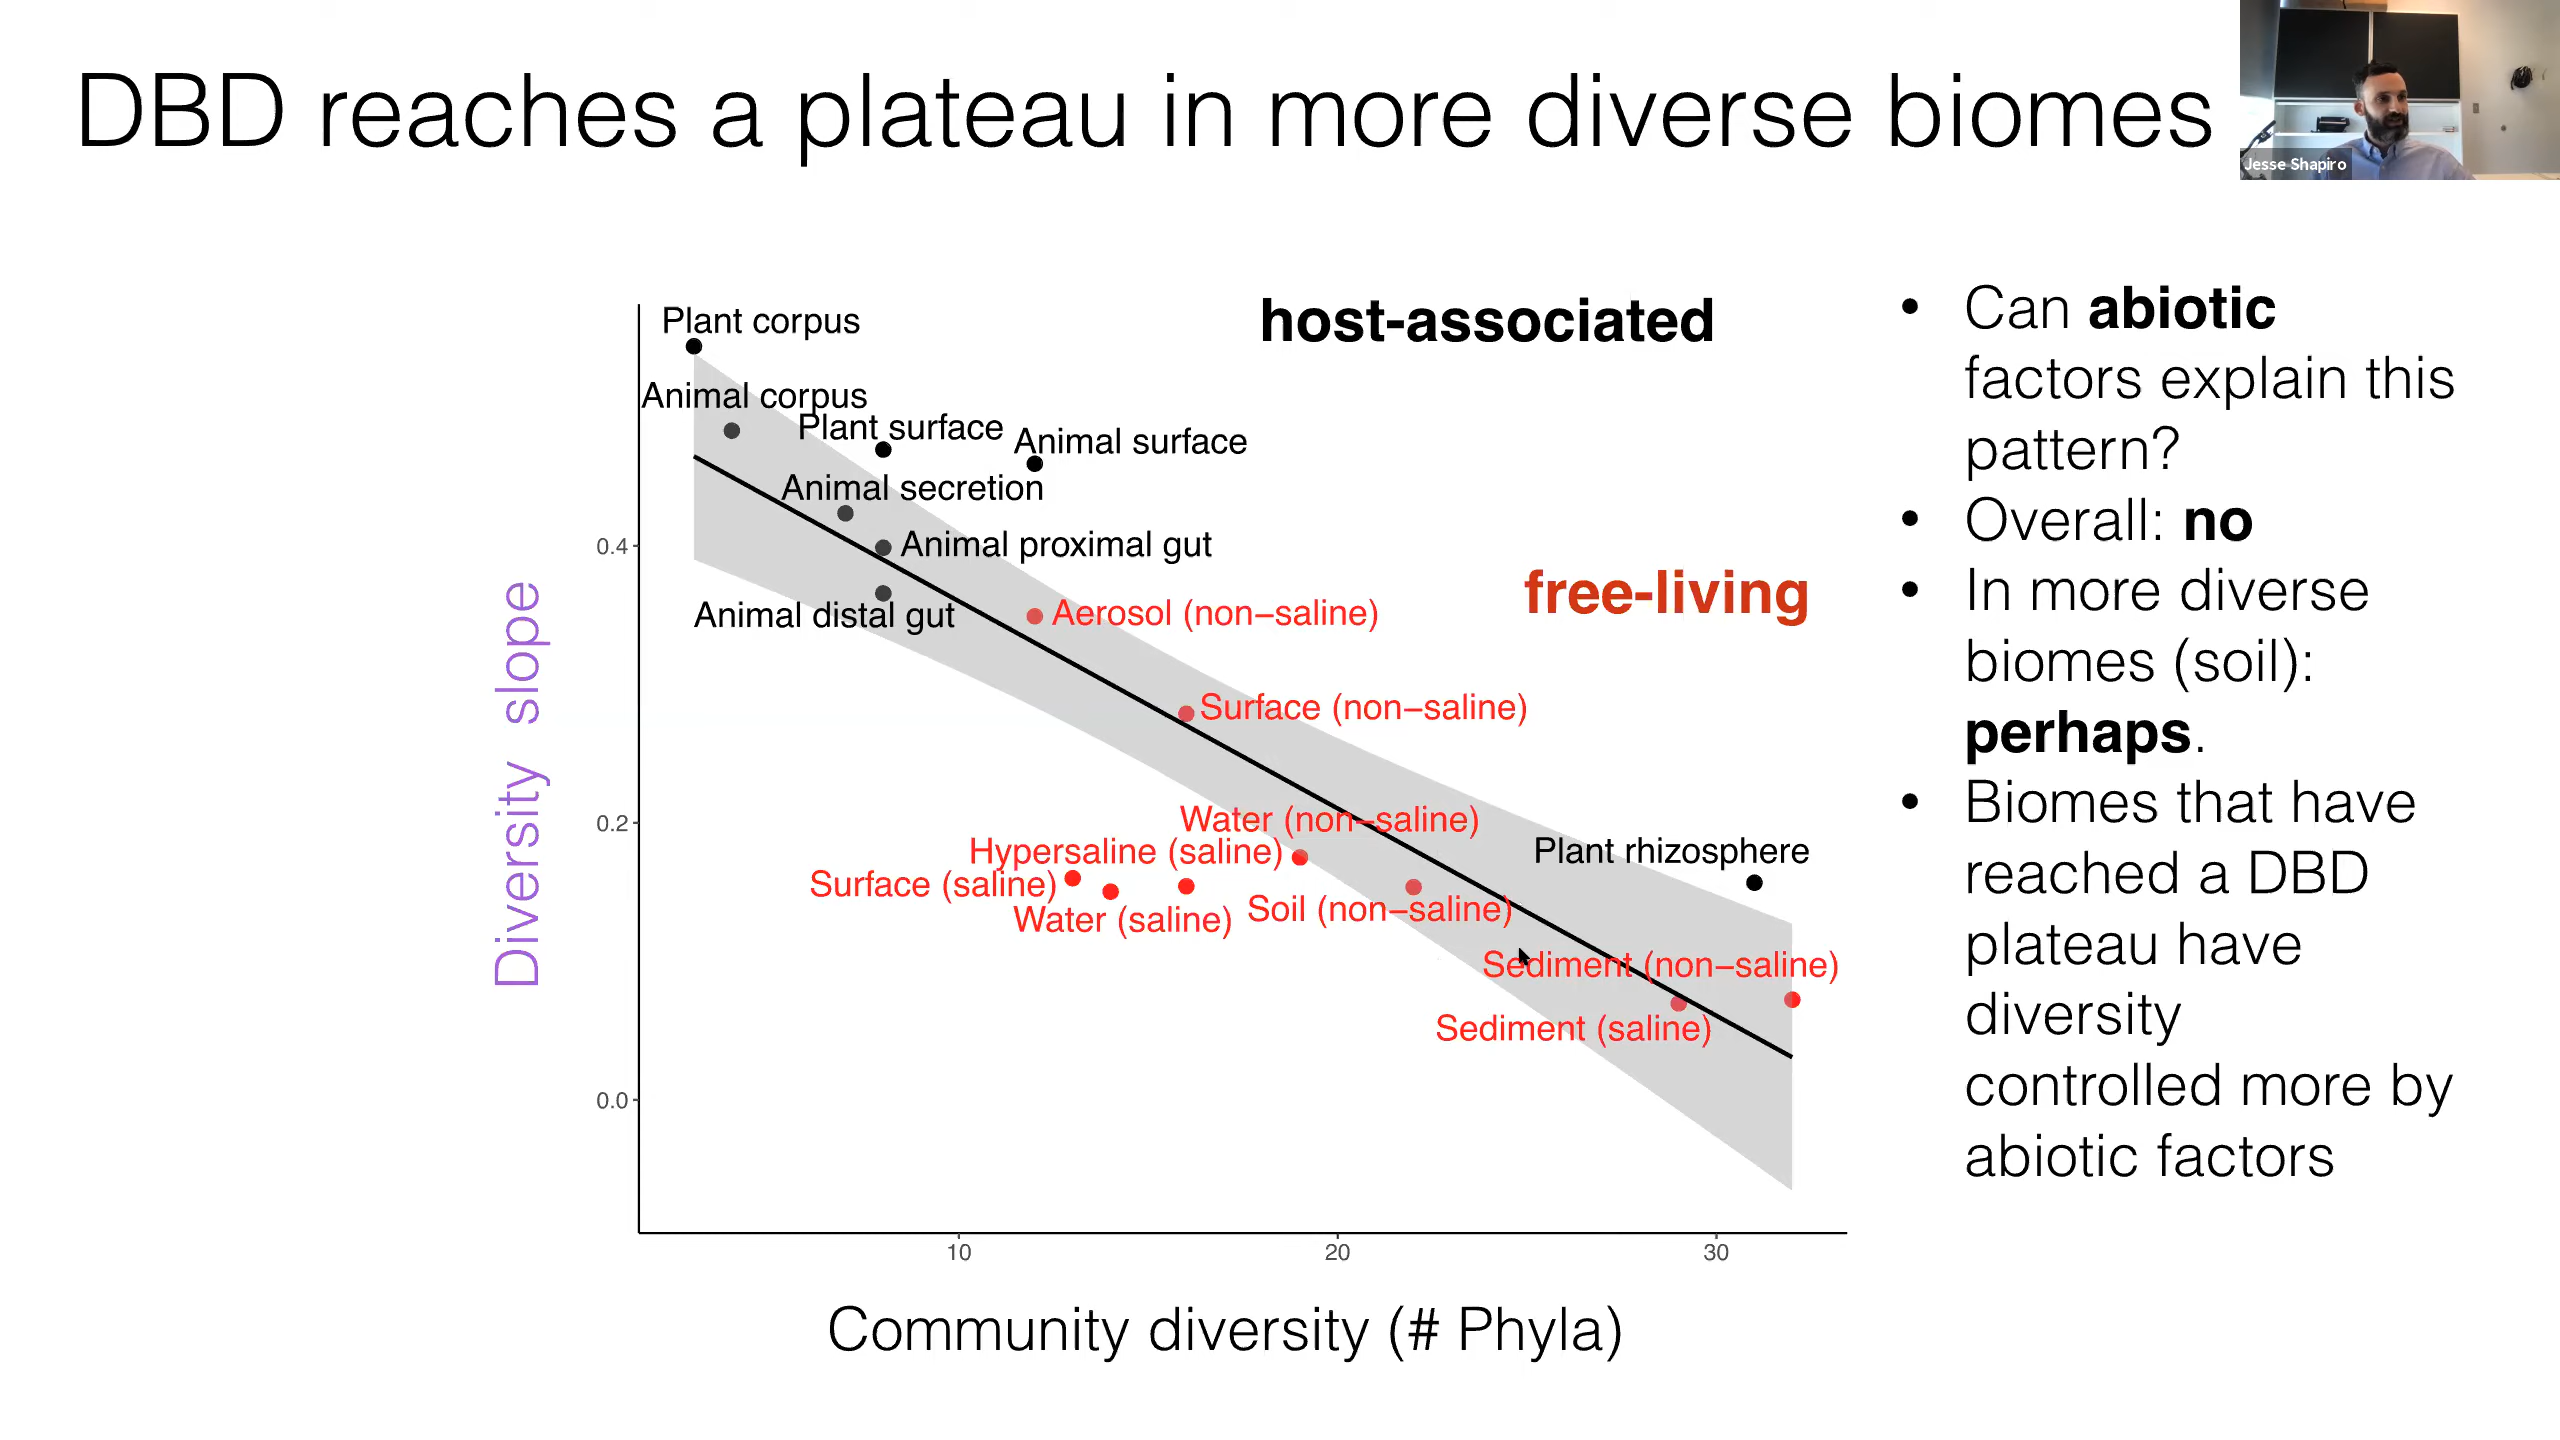 DBD reaches a plateau in more diverse biomes
Jesse Shapiro
host-associated
free-living
Plant corpus
Animal corpus
Plant surface
Animal surface
Animal secretion
Animal proximal gut
Animal distal gut
Aerosol (non–saline)
Surface (non–saline)
Water (non–saline)
Hypersaline (saline)
Plant rhizosphere
Surface (saline)
Water (saline)
Soil (non–saline)
Sediment (non–saline)
Sediment (saline)
Diversity slope
0.4
0.2
0.0
10
20
30
Community diversity (# Phyla)
• Can abiotic
factors explain this
pattern?
• Overall: no
• In more diverse
biomes (soil):
perhaps.
• Biomes that have
reached a DBD
plateau have
diversity
controlled more by
abiotic factors